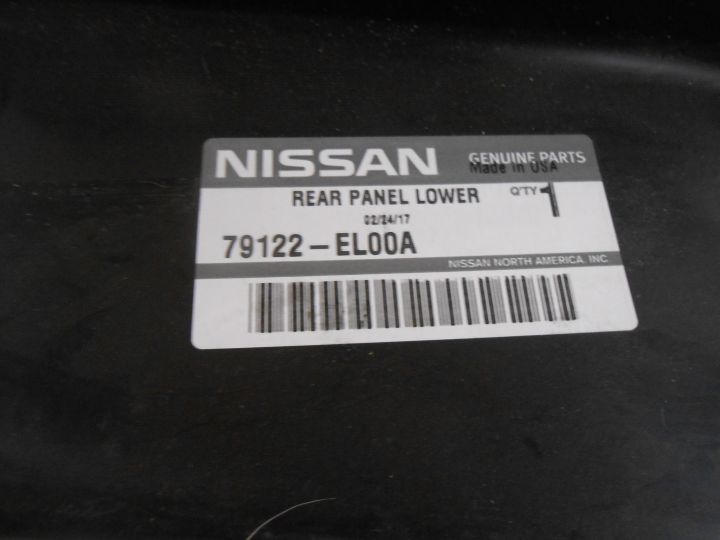 NISSAN GENUINE PARTS
Made in USA
REAR PANEL LOWER Q'TY 1
02/24/17
79122-EL00A
NISSAN NORTH AMERICA, INC.